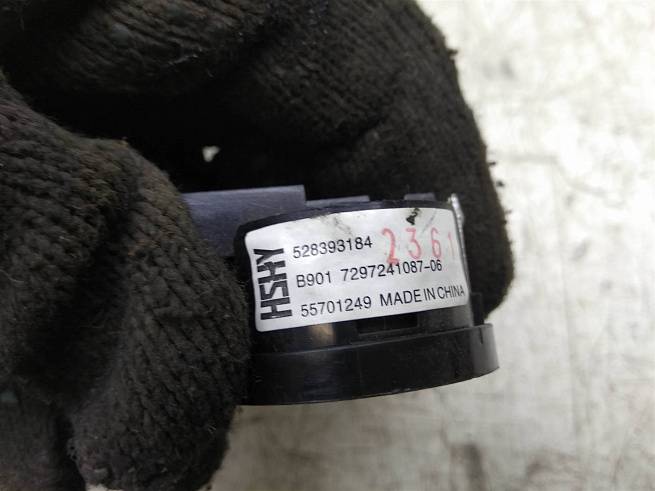 HSHY
528393184
2361
B901 7297241087-06
55701249 MADE IN CHINA